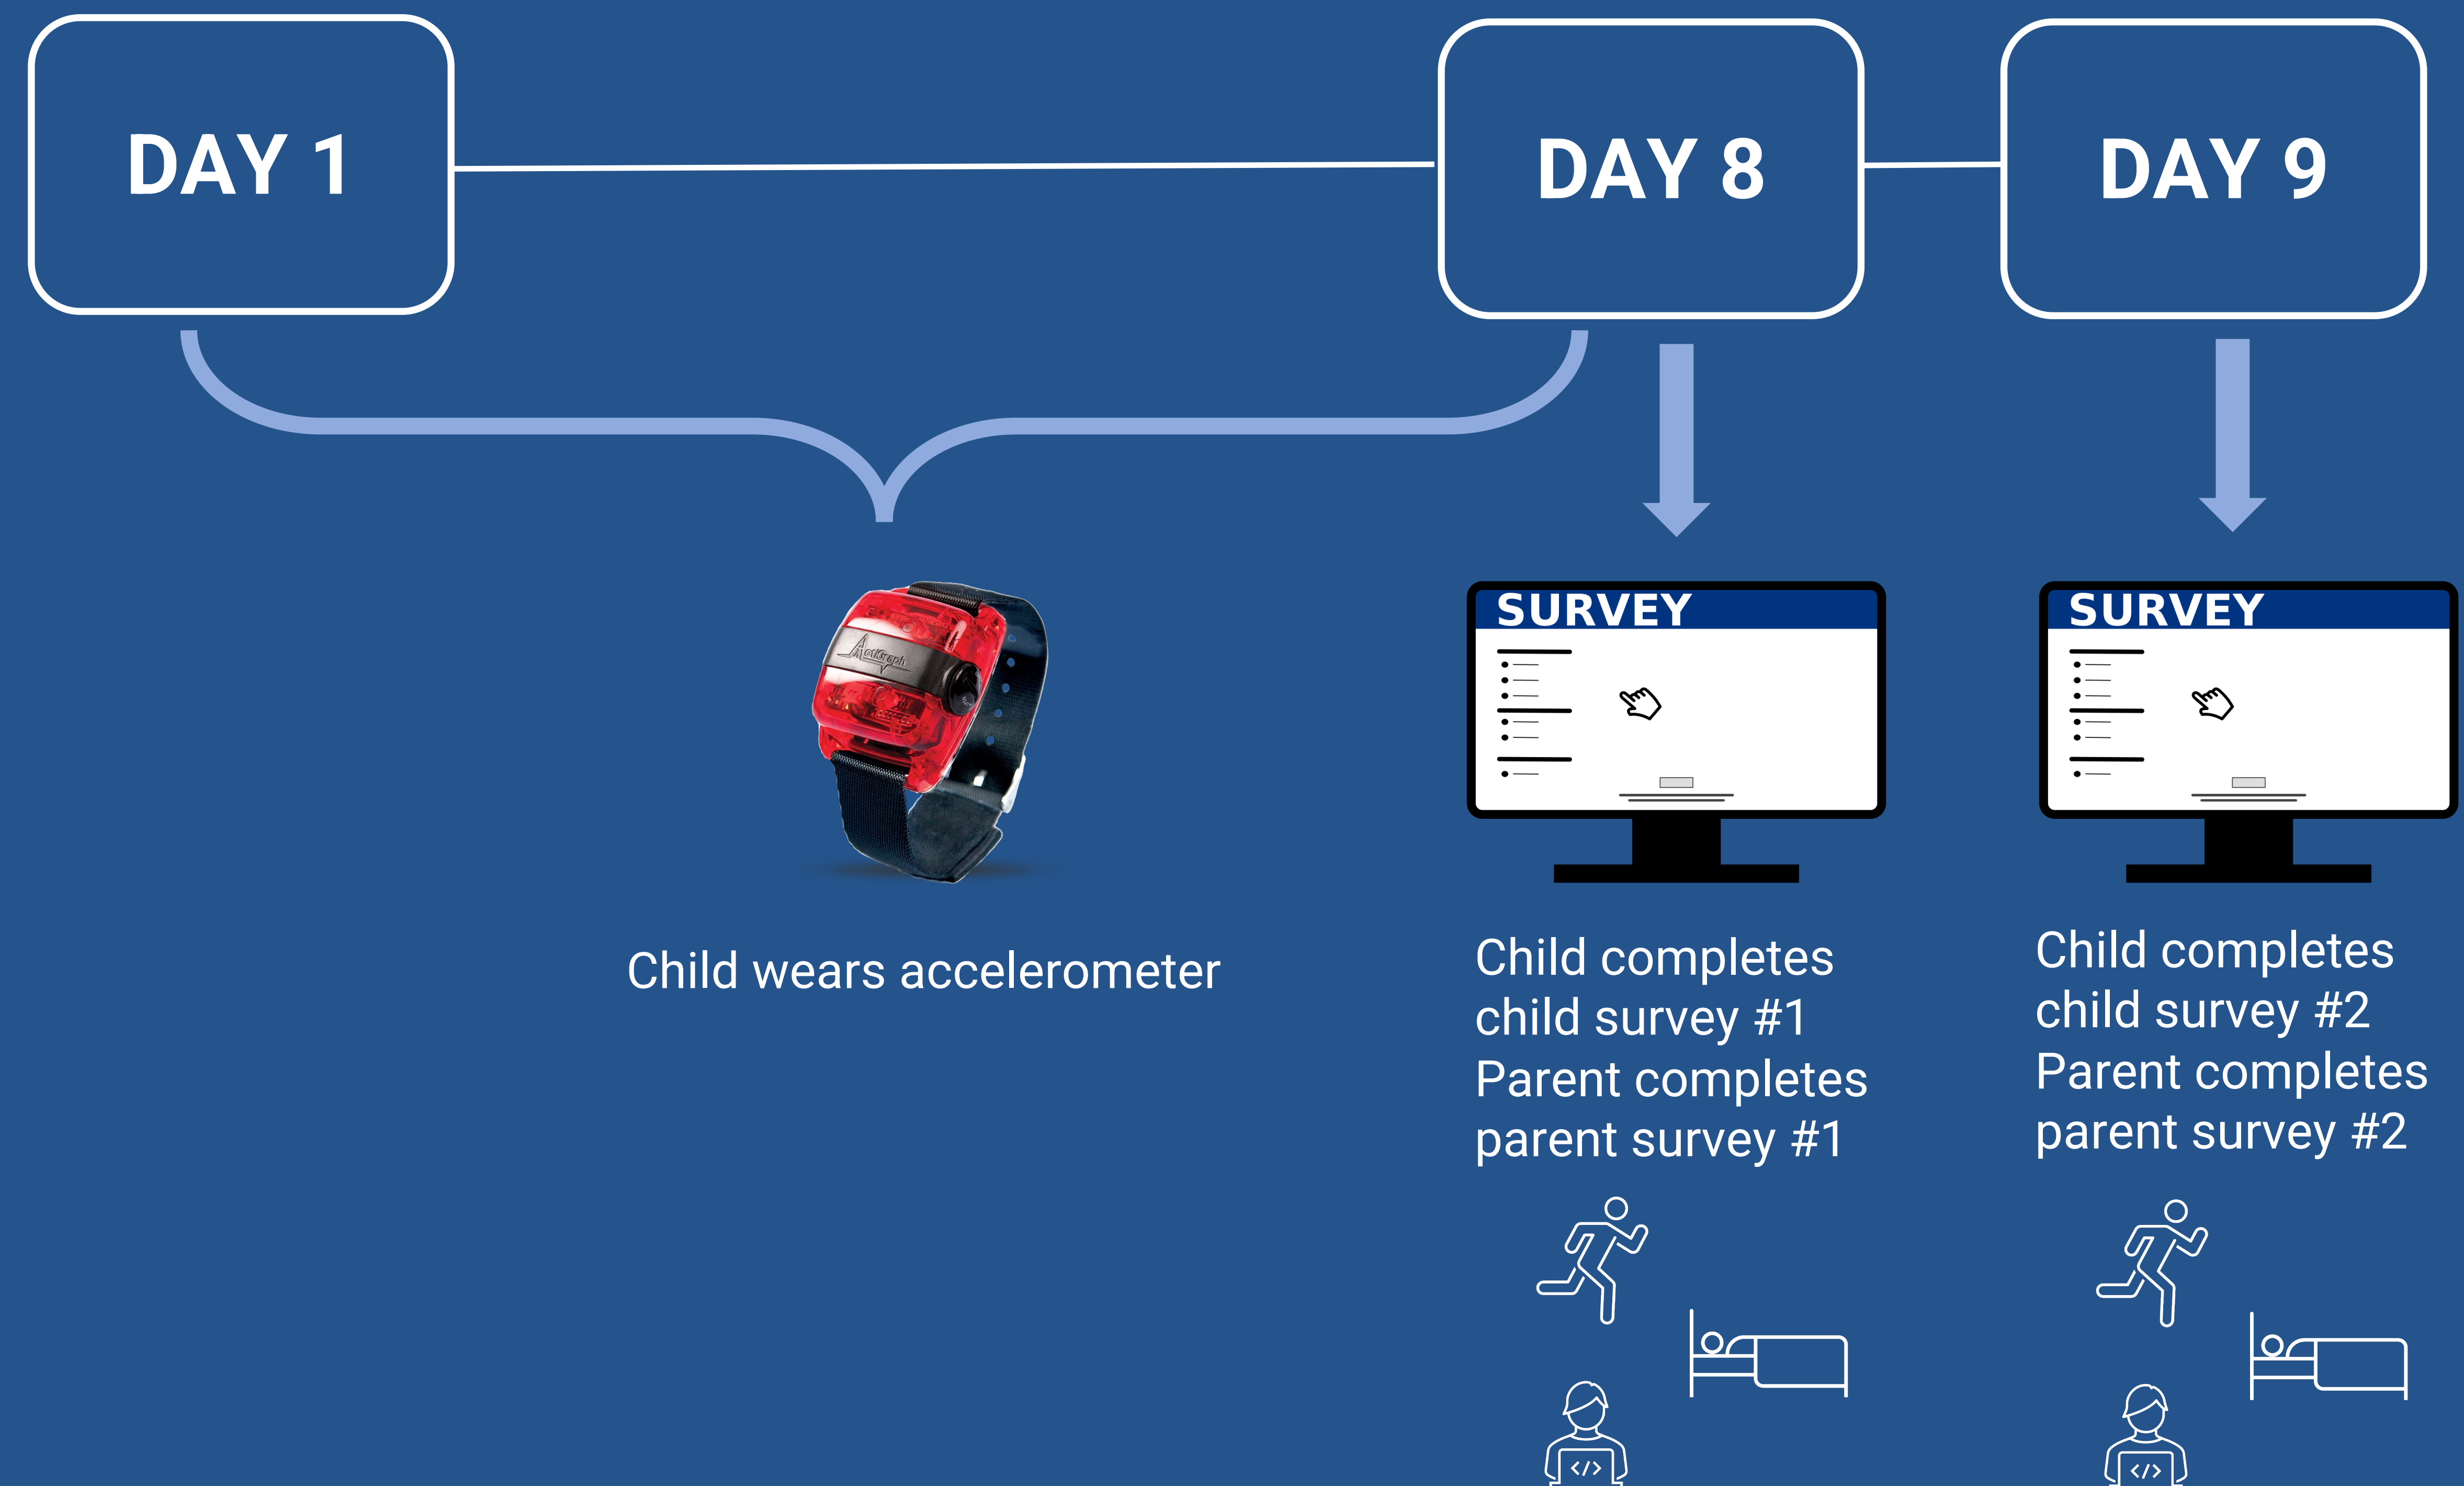 DAY 1
DAY 8
DAY 9
ActiGraph
SURVEY
SURVEY
Child wears accelerometer
Child completes
child survey #1
Parent completes
parent survey #1
Child completes
child survey #2
Parent completes
parent survey #2
</>
</>